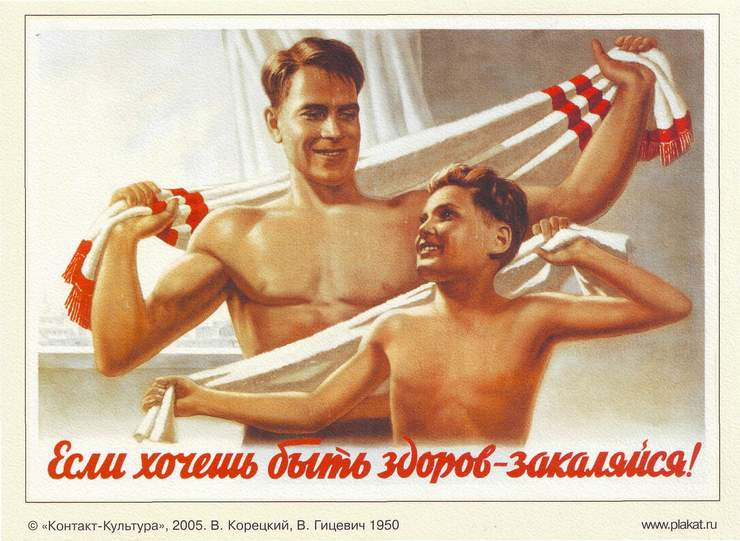 Если хочешь быть здоров-закаляйся!
© «Контакт-Культура», 2005. В. Корецкий, В. Гицевич 1950
www.plakat.ru